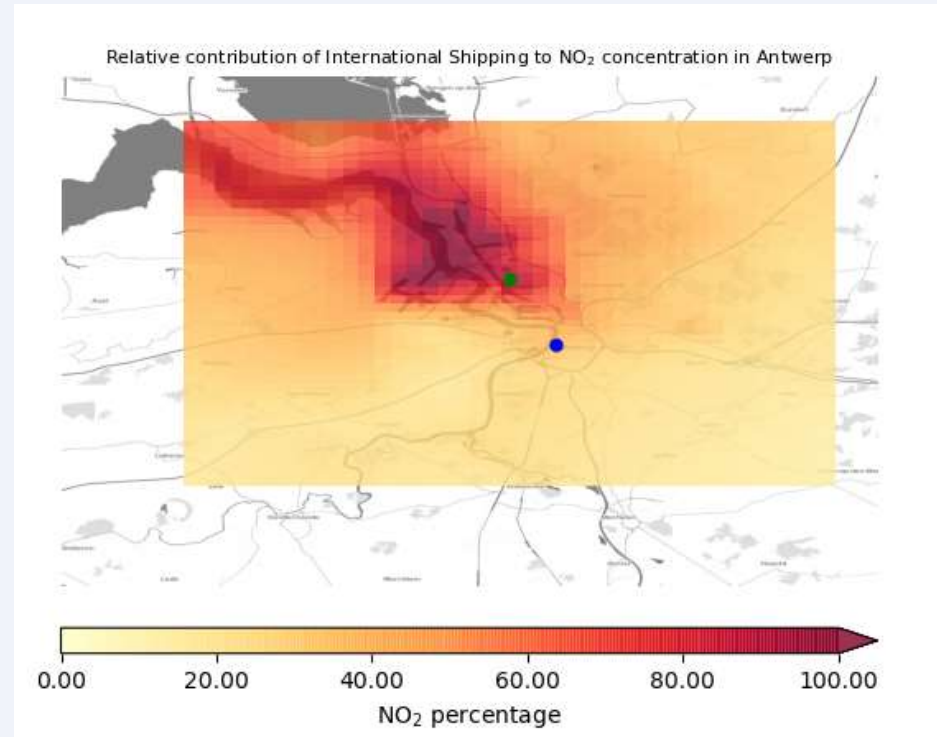 Relative contribution of International Shipping to NO₂ concentration in Antwerp
0.00 20.00 40.00 60.00 80.00 100.00
NO₂ percentage